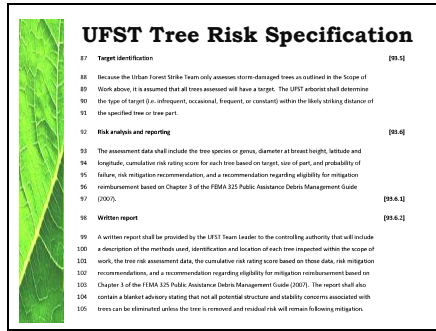 UFST Tree Risk Specification
87 Target identification [93.5]
88 Because the Urban Forest Strike Team only assesses storm-damaged trees as outlined in the Scope of
89 Work above, it is assumed that all trees assessed will have a target. The UFST arborist shall determine
90 the type of target (i.e. infrequent, occasional, frequent, or constant) within the likely striking distance of
91 the specified tree or tree part.
92 Risk analysis and reporting [93.6]
93 The assessment data shall include the tree species or genus, diameter at breast height, latitude and
94 longitude, cumulative risk rating score for each tree based on target, size of part, and probability of
95 failure, risk mitigation recommendation, and a recommendation regarding eligibility for mitigation
96 reimbursement based on Chapter 3 of the FEMA 325 Public Assistance Debris Management Guide
97 (2007). [93.6.1]
98 Written report [93.6.2]
99 A written report shall be provided by the UFST Team Leader to the controlling authority that will include
100 a description of the methods used, identification and location of each tree inspected within the scope of
101 work, the tree risk assessment data, the cumulative risk rating score based on those data, risk mitigation
102 recommendations, and a recommendation regarding eligibility for mitigation reimbursement based on
103 Chapter 3 of the FEMA 325 Public Assistance Debris Management Guide (2007). The report shall also
104 contain a blanket advisory stating that not all potential structure and stability concerns associated with
105 trees can be eliminated unless the tree is removed and residual risk will remain following mitigation.